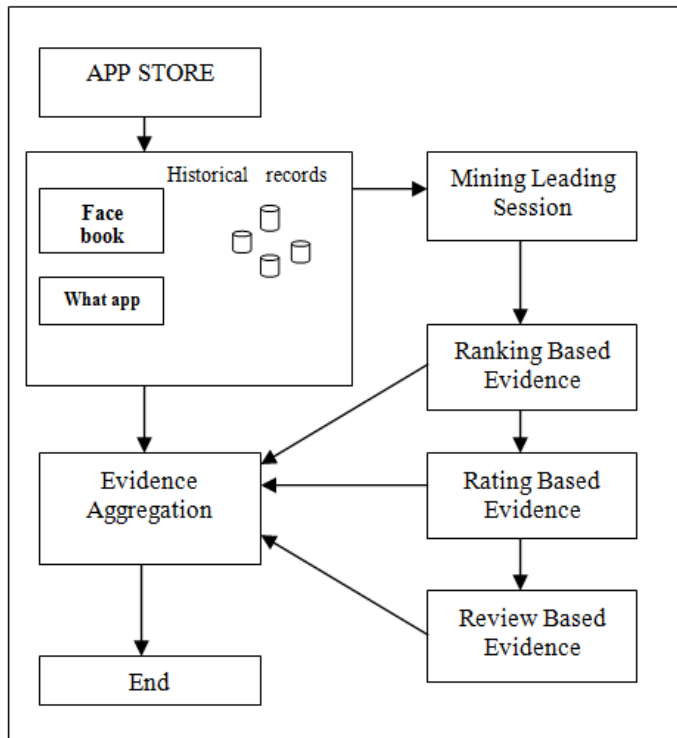 APP STORE
Historical records
Face
book
What app
Mining Leading
Session
Ranking Based
Evidence
Evidence
Aggregation
Rating Based
Evidence
Review Based
Evidence
End